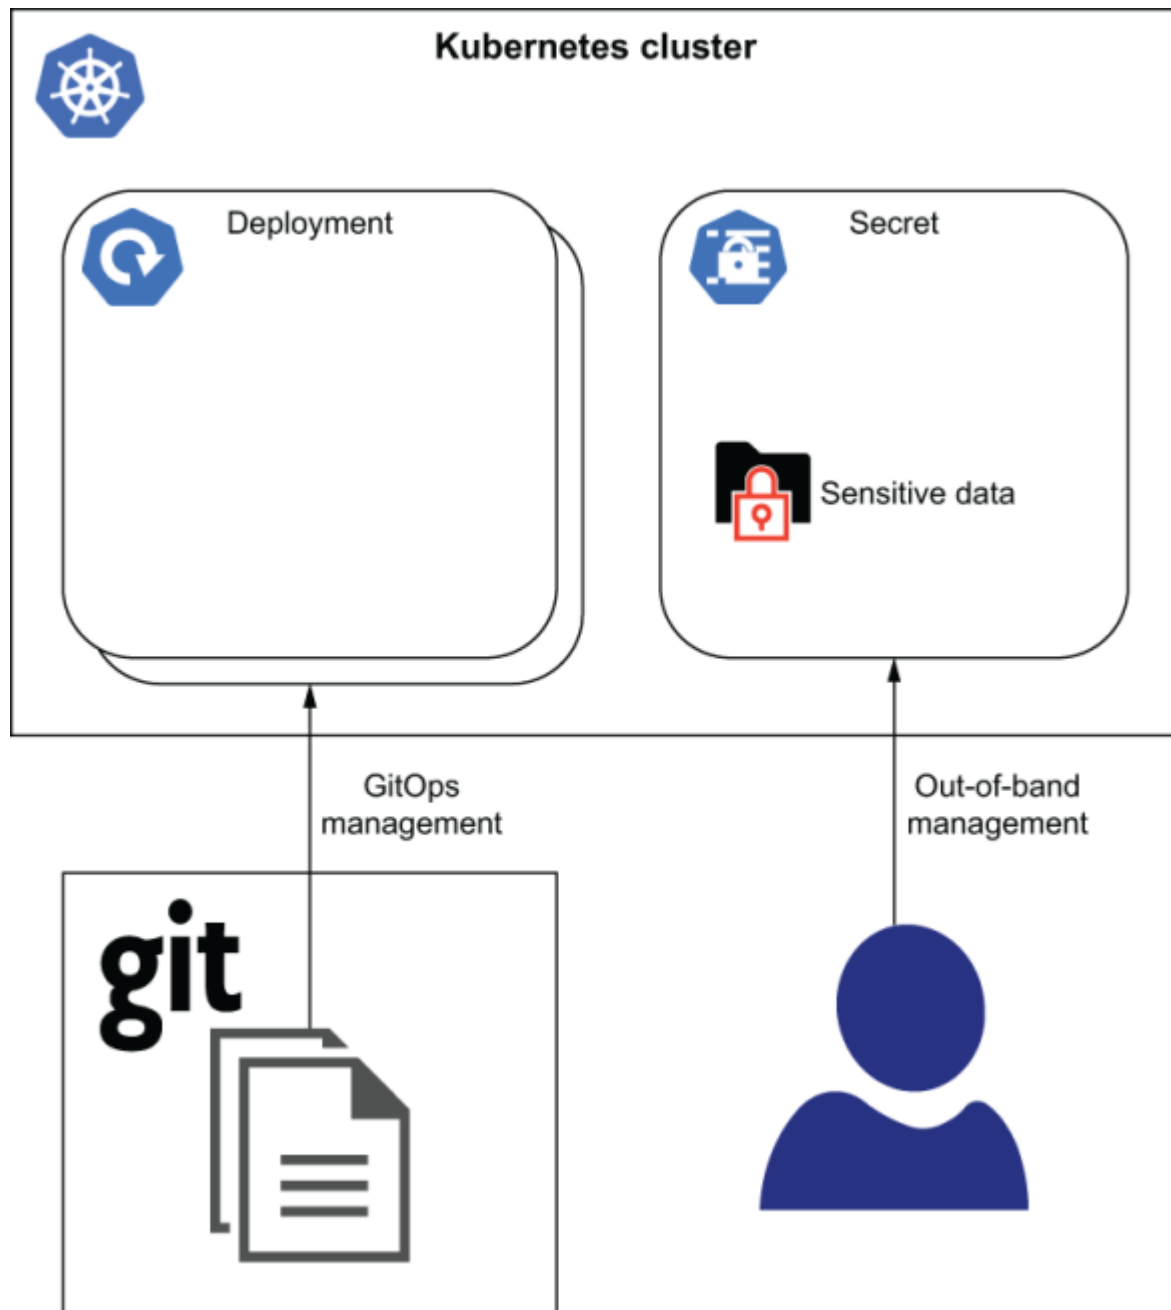 Kubernetes cluster
Deployment
Secret
Sensitive data
GitOps
management
Out-of-band
management
git